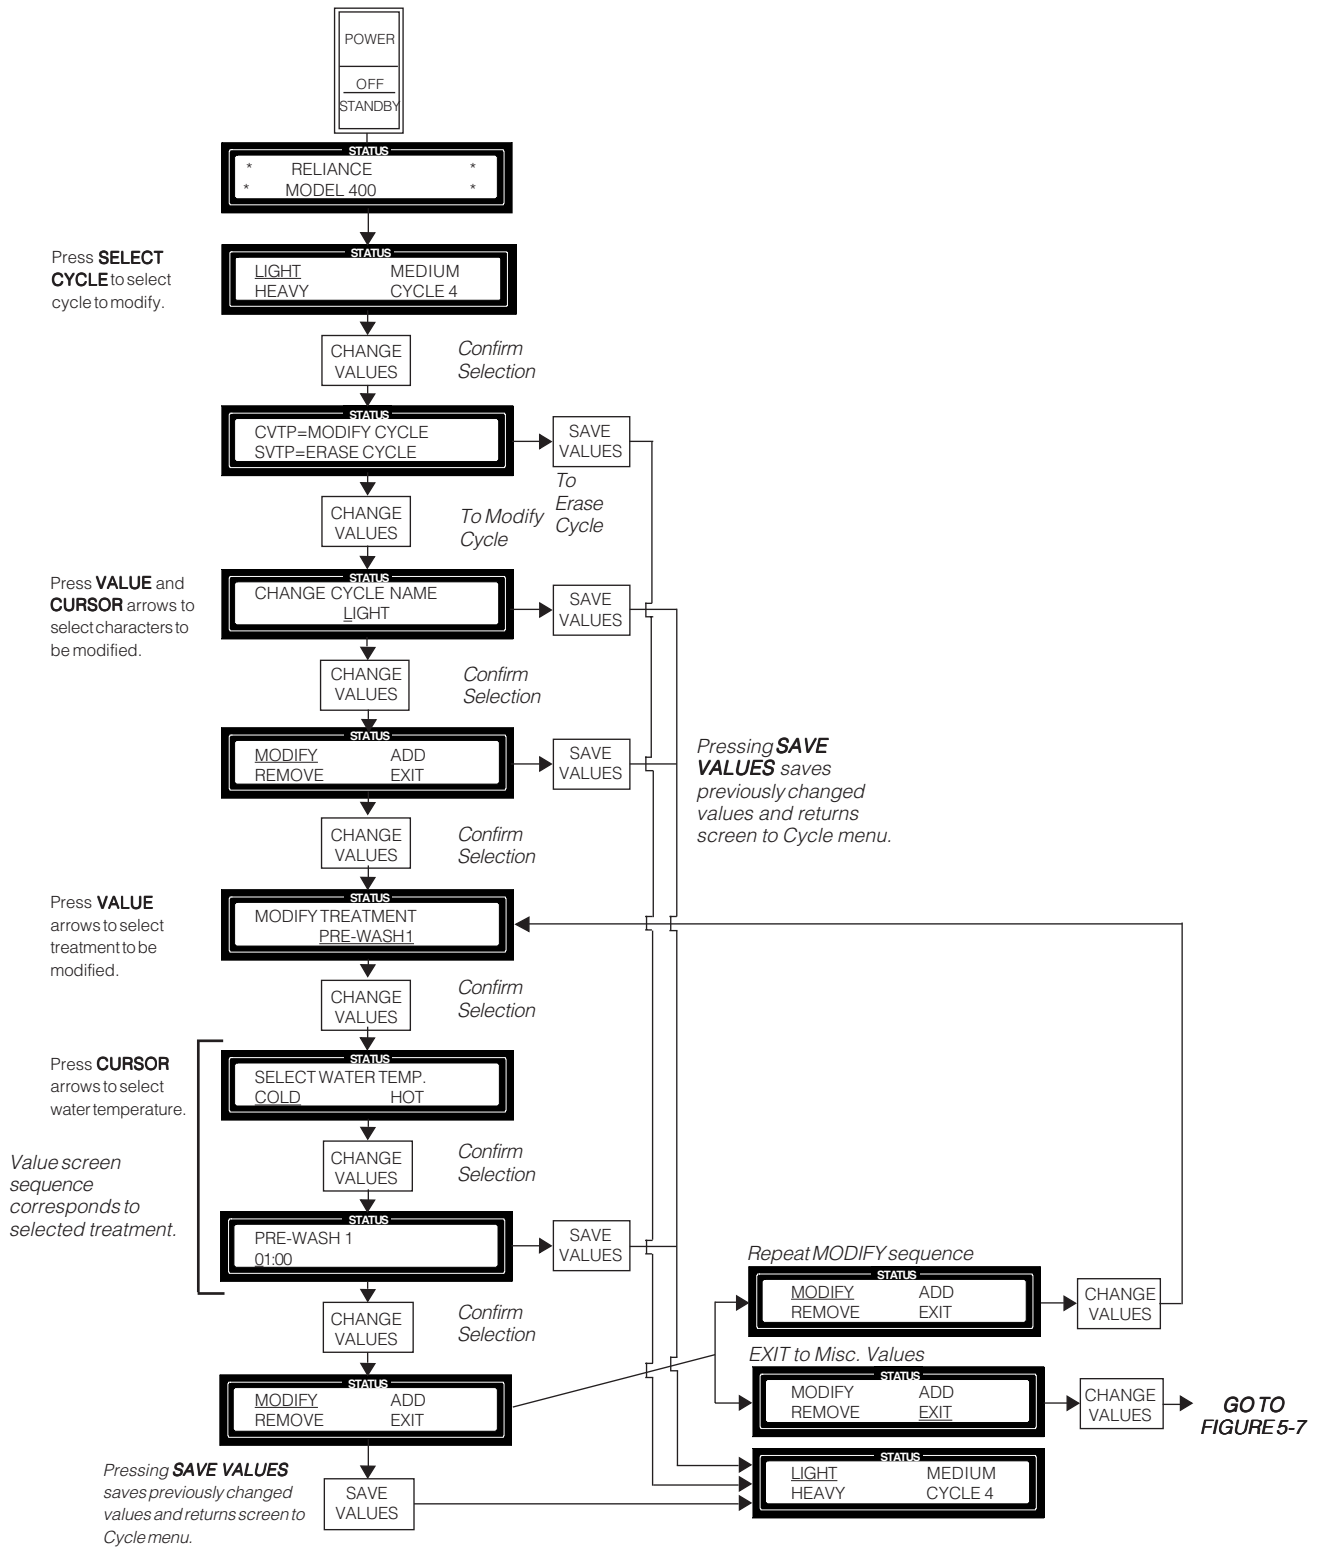 POWER
OFF
STANDBY
STATUS
* RELIANCE *
* MODEL 400 *
Press SELECT
CYCLE to select
cycle to modify.
STATUS
LIGHT MEDIUM
HEAVY CYCLE 4
CHANGE
VALUES
Confirm
Selection
STATUS
CVTP=MODIFY CYCLE
SVTP=ERASE CYCLE
SAVE
VALUES
To
Erase
Cycle
CHANGE
VALUES
To Modify
Cycle
Press VALUE and
CURSOR arrows to
select characters to
be modified.
STATUS
CHANGE CYCLE NAME
LIGHT
SAVE
VALUES
CHANGE
VALUES
Confirm
Selection
STATUS
MODIFY ADD
REMOVE EXIT
SAVE
VALUES
Pressing SAVE
VALUES saves
previously changed
values and returns
screen to Cycle menu.
CHANGE
VALUES
Confirm
Selection
Press VALUE
arrows to select
treatment to be
modified.
STATUS
MODIFY TREATMENT
PRE-WASH1
CHANGE
VALUES
Confirm
Selection
Press CURSOR
arrows to select
water temperature.
STATUS
SELECT WATER TEMP.
COLD HOT
CHANGE
VALUES
Confirm
Selection
Value screen
sequence
corresponds to
selected treatment.
STATUS
PRE-WASH 1
01:00
SAVE
VALUES
CHANGE
VALUES
Confirm
Selection
Repeat MODIFY sequence
STATUS
MODIFY ADD
REMOVE EXIT
CHANGE
VALUES
EXIT to Misc. Values
STATUS
MODIFY ADD
REMOVE EXIT
CHANGE
VALUES
GO TO
FIGURE 5-7
STATUS
MODIFY ADD
REMOVE EXIT
Pressing SAVE VALUES
saves previously changed
values and returns screen to
Cycle menu.
SAVE
VALUES
STATUS
LIGHT MEDIUM
HEAVY CYCLE 4